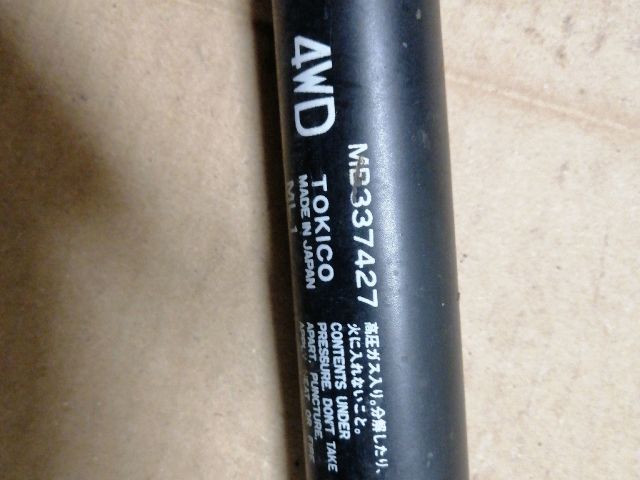 4WD
MB337427
TOKICO
MADE IN JAPAN
高圧ガス入り。分解したり、
火に入れないこと。
CONTENTS UNDER
PRESSURE. DON'T TAKE
APART. PUNCTURE.